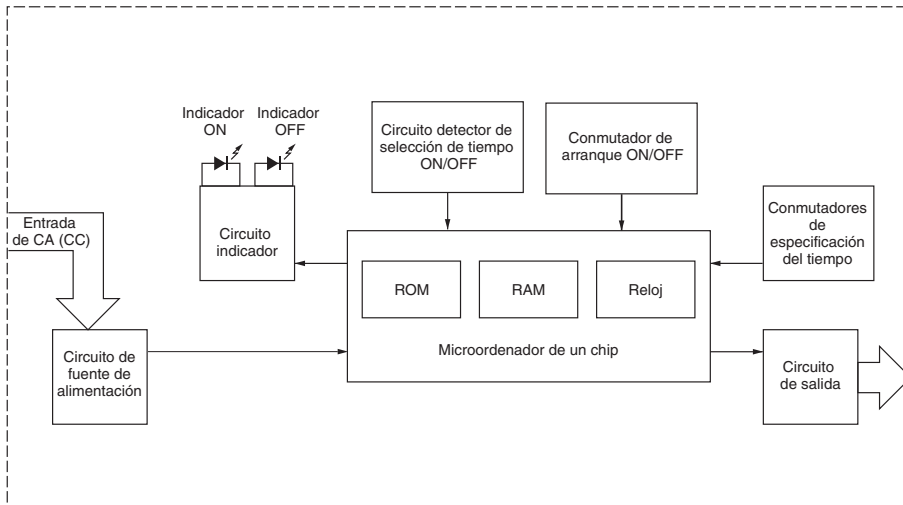 Indicador
ON
Indicador
OFF
Circuito detector de
selección de tiempo
ON/OFF
Conmutador de
arranque ON/OFF
Entrada
de CA (CC)
Circuito
indicador
Conmutadores
de
especificación
del tiempo
ROM
RAM
Reloj
Circuito de
fuente de
alimentación
Microordenador de un chip
Circuito
de salida